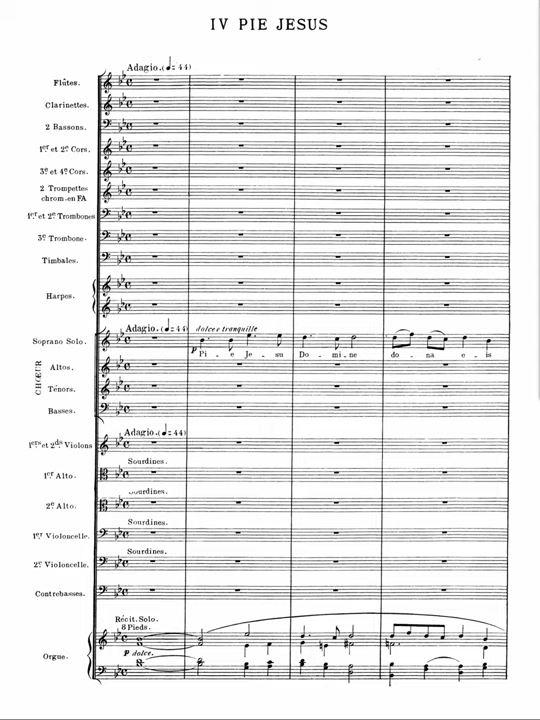 IV PIE JESUS
Adagio. (♩= 44)
Flûtes.
Clarinettes.
2 Bassons.
1er et 2e Cors.
3e et 4e Cors.
2 Trompettes
chrom. en FA
1er et 2e Trombones
3e Trombone.
Timbales.
Harpes.
Adagio. (♩= 44) dolce e tranquille
Soprano Solo.
p Pi - e Je - su Do - mi - ne do - na e - is
CHŒUR
Altos.
Ténors.
Basses.
Adagio. (♩= 44)
1ers et 2ds Violons
Sourdines.
1er Alto.
Sourdines.
2e Alto.
Sourdines.
1er Violoncelle.
Sourdines.
2e Violoncelle.
Contrebasses.
Récit. Solo.
8 Pieds.
Orgue.
p dolce.